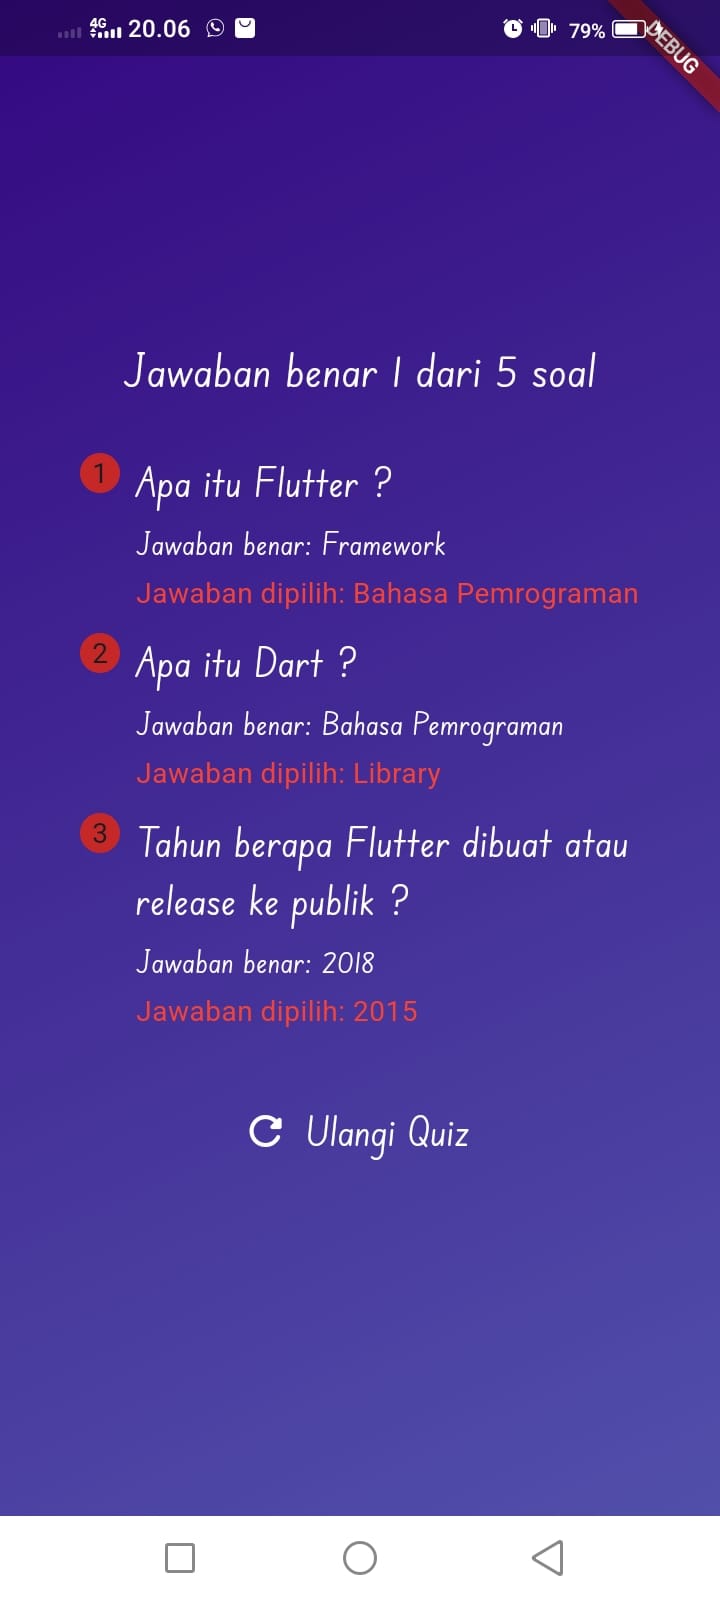 4G 20.06 79%
DEBUG
Jawaban benar 1 dari 5 soal
1 Apa itu Flutter ?
Jawaban benar: Framework
Jawaban dipilih: Bahasa Pemrograman
2 Apa itu Dart ?
Jawaban benar: Bahasa Pemrograman
Jawaban dipilih: Library
3 Tahun berapa Flutter dibuat atau
release ke publik ?
Jawaban benar: 2018
Jawaban dipilih: 2015
Ulangi Quiz